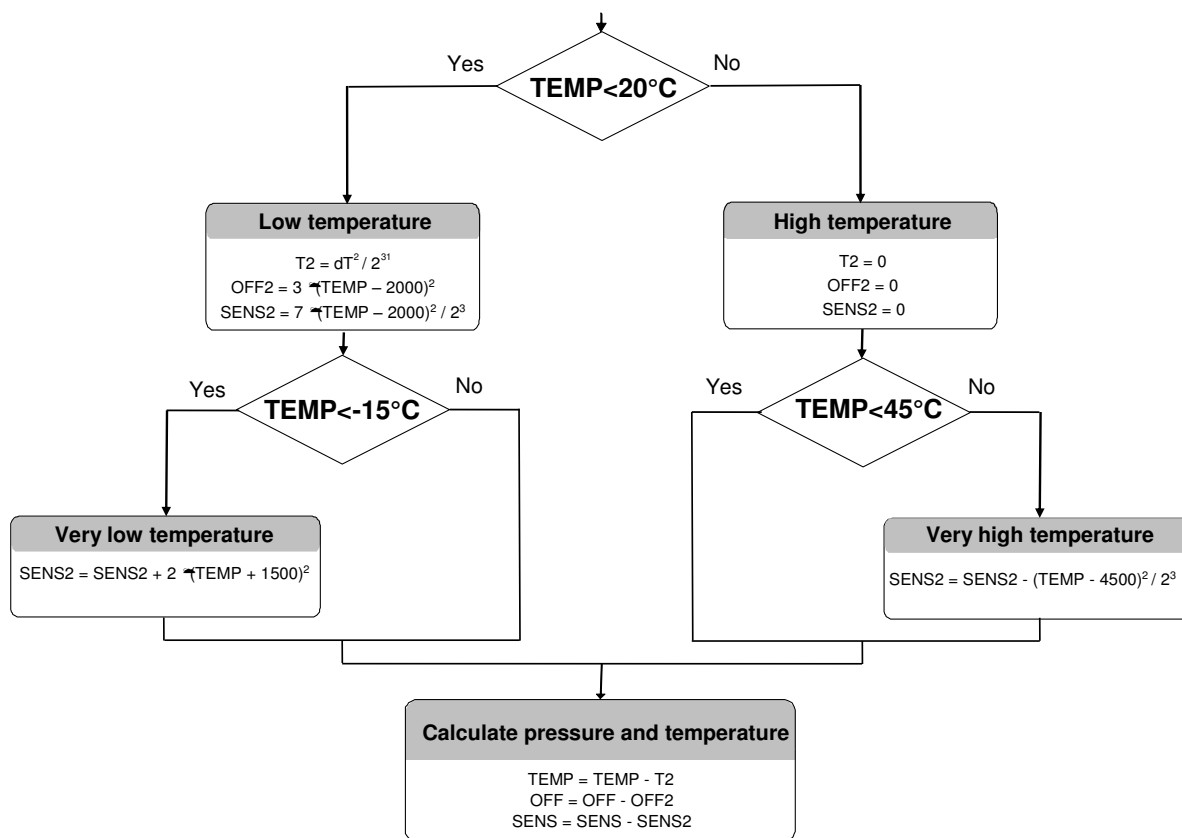 TEMP<20°C
Yes
No
Low temperature
T2 = dT² / 2³¹
OFF2 = 3 (TEMP – 2000)²
SENS2 = 7 (TEMP – 2000)² / 2³
High temperature
T2 = 0
OFF2 = 0
SENS2 = 0
TEMP<-15°C
Yes
No
TEMP<45°C
Yes
No
Very low temperature
SENS2 = SENS2 + 2 (TEMP + 1500)²
Very high temperature
SENS2 = SENS2 - (TEMP - 4500)² / 2³
Calculate pressure and temperature
TEMP = TEMP - T2
OFF = OFF - OFF2
SENS = SENS - SENS2